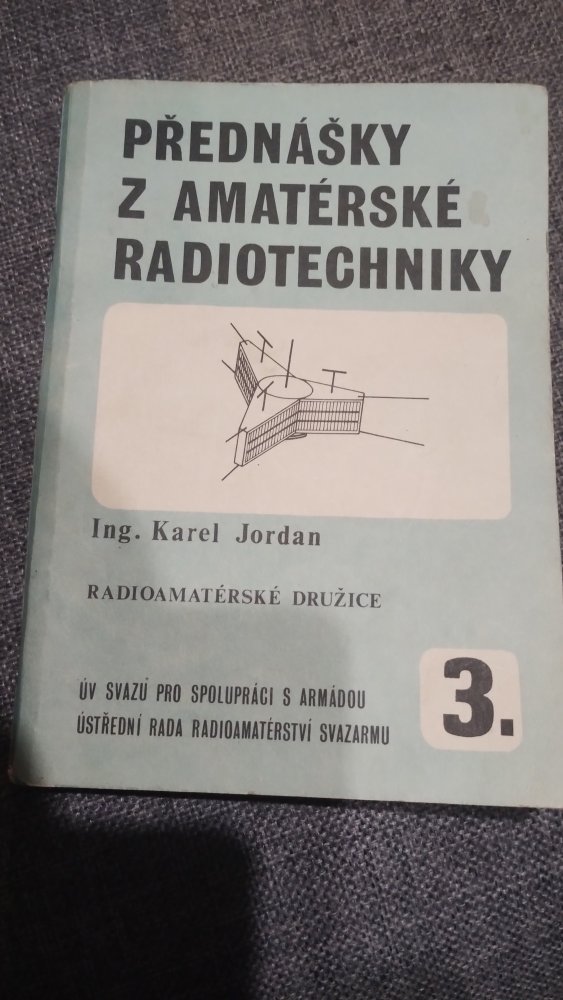 PŘEDNÁŠKY
Z AMATÉRSKÉ
RADIOTECHNIKY
Ing. Karel Jordan
RADIOAMATÉRSKÉ DRUŽICE
ÚV SVAZU PRO SPOLUPRÁCI S ARMÁDOU
ÚSTŘEDNÍ RADA RADIOAMATÉRSTVÍ SVAZARMU
3.